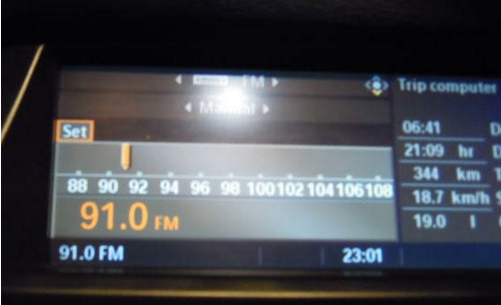 FM
Manual
Trip computer
Set
06:41
21:09 hr
344 km
18.7 km/h
19.0 l
88 90 92 94 96 98 100 102 104 106 108
91.0 FM
91.0 FM
23:01